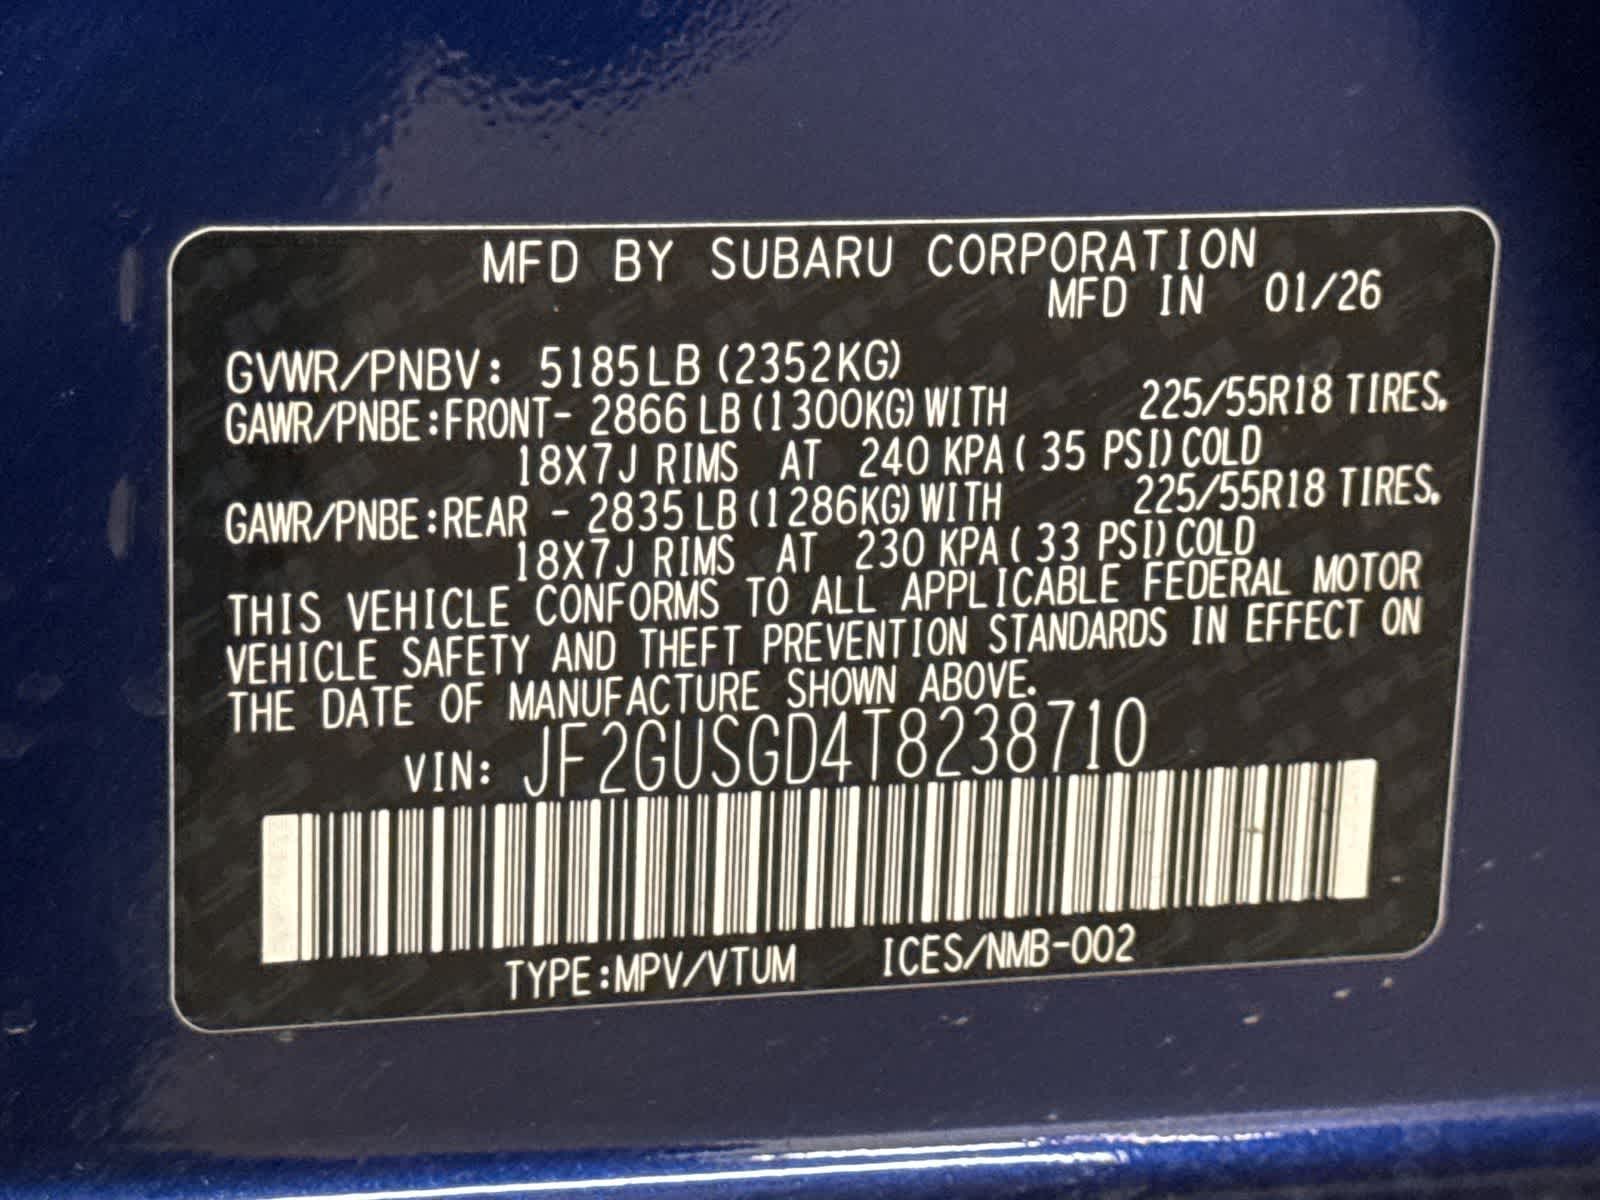 MFD BY SUBARU CORPORATION
MFD IN 01/26
GVWR/PNBV: 5185LB (2352KG)
GAWR/PNBE:FRONT- 2866 LB (1300KG) WITH 225/55R18 TIRES.
18X7J RIMS AT 240 KPA ( 35 PSI) COLD
GAWR/PNBE:REAR - 2835 LB (1286KG) WITH 225/55R18 TIRES.
18X7J RIMS AT 230 KPA ( 33 PSI) COLD
THIS VEHICLE CONFORMS TO ALL APPLICABLE FEDERAL MOTOR
VEHICLE SAFETY AND THEFT PREVENTION STANDARDS IN EFFECT ON
THE DATE OF MANUFACTURE SHOWN ABOVE.
VIN: JF2GUSGD4T8238710
TYPE:MPV/VTUM ICES/NMB-002